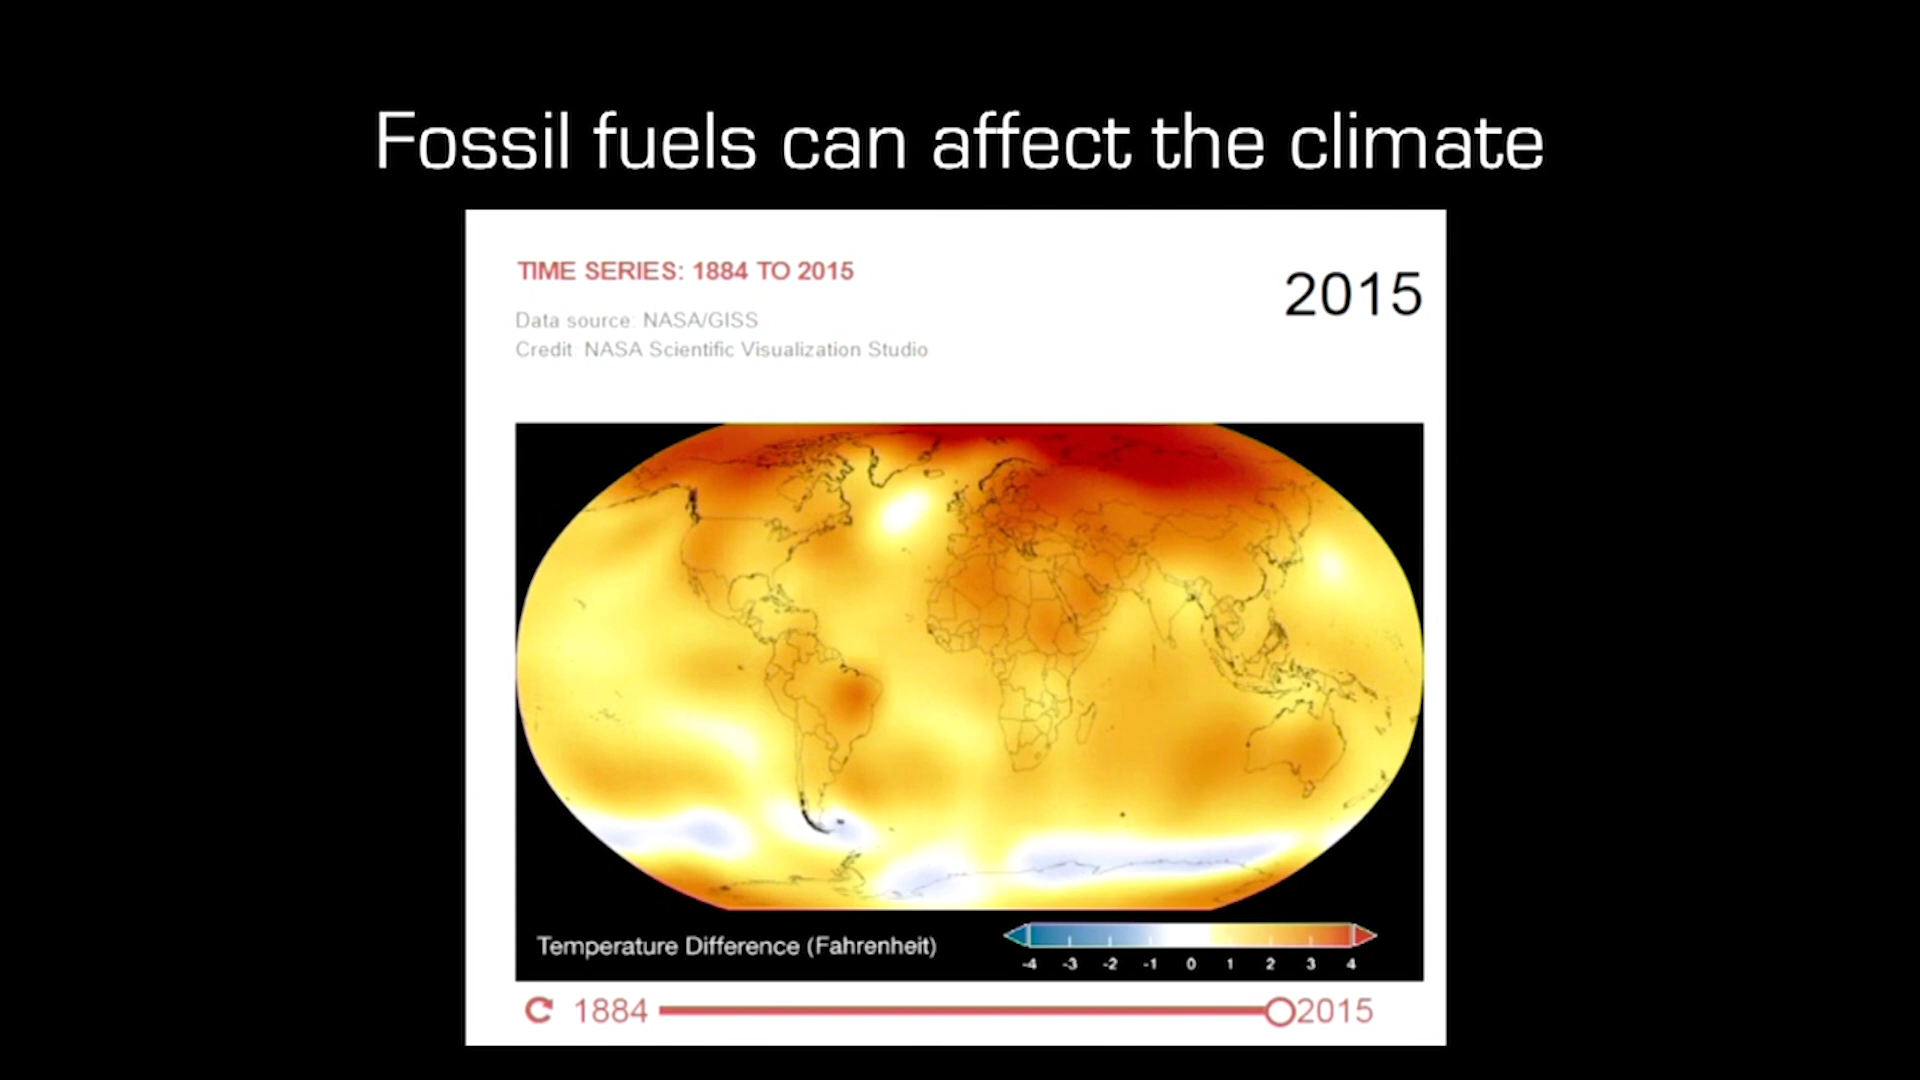 Fossil fuels can affect the climate
TIME SERIES: 1884 TO 2015
2015
Data source: NASA/GISS
Credit: NASA Scientific Visualization Studio
Temperature Difference (Fahrenheit)
-4 -3 -2 -1 0 1 2 3 4
1884 2015